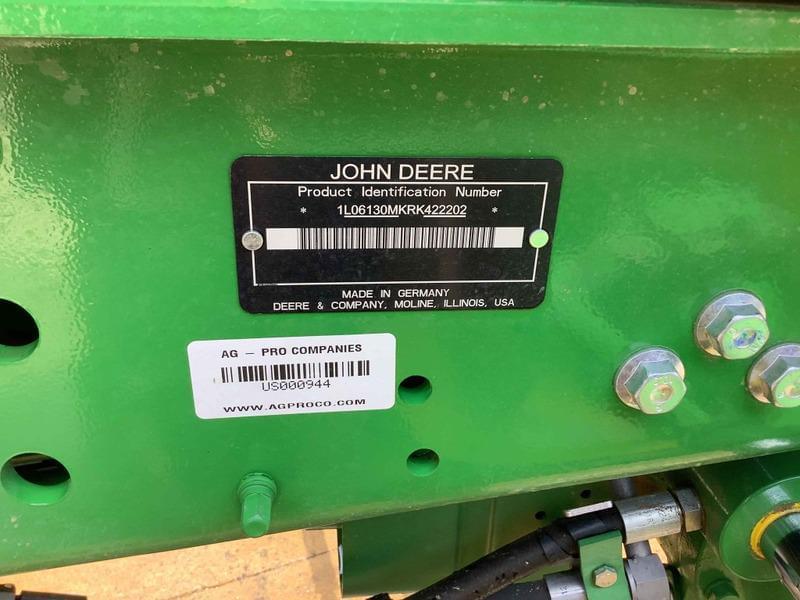 JOHN DEERE
Product Identification Number
* 1L06130MKRK422202 *
MADE IN GERMANY
DEERE & COMPANY, MOLINE, ILLINOIS, USA
AG - PRO COMPANIES
US000944
WWW.AGPROCO.COM